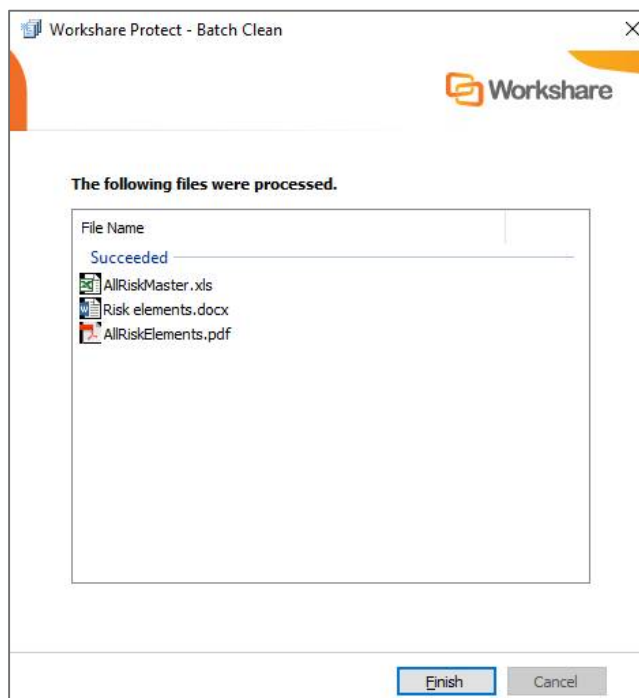 Workshare Protect - Batch Clean
Workshare
The following files were processed.
File Name
Succeeded
AllRiskMaster.xls
Risk elements.docx
AllRiskElements.pdf
Finish Cancel